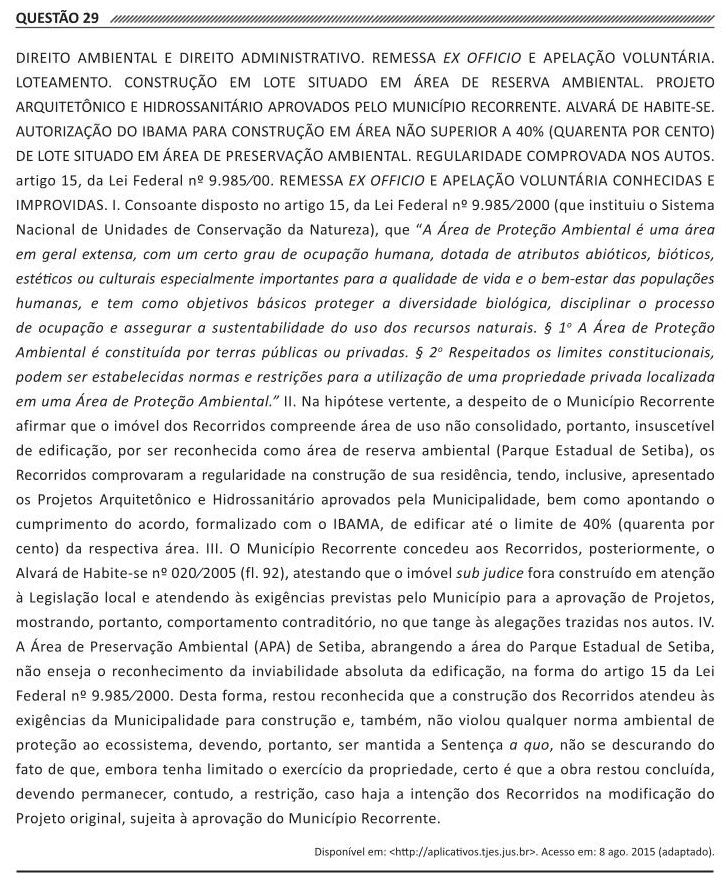 QUESTÃO 29
DIREITO AMBIENTAL E DIREITO ADMINISTRATIVO. REMESSA EX OFFICIO E APELAÇÃO VOLUNTÁRIA.
LOTEAMENTO. CONSTRUÇÃO EM LOTE SITUADO EM ÁREA DE RESERVA AMBIENTAL. PROJETO
ARQUITETÔNICO E HIDROSSANITÁRIO APROVADOS PELO MUNICÍPIO RECORRENTE. ALVARÁ DE HABITE-SE.
AUTORIZAÇÃO DO IBAMA PARA CONSTRUÇÃO EM ÁREA NÃO SUPERIOR A 40% (QUARENTA POR CENTO)
DE LOTE SITUADO EM ÁREA DE PRESERVAÇÃO AMBIENTAL. REGULARIDADE COMPROVADA NOS AUTOS.
artigo 15, da Lei Federal nº 9.985/00. REMESSA EX OFFICIO E APELAÇÃO VOLUNTÁRIA CONHECIDAS E
IMPROVIDAS. I. Consoante disposto no artigo 15, da Lei Federal nº 9.985/2000 (que instituiu o Sistema
Nacional de Unidades de Conservação da Natureza), que “A Área de Proteção Ambiental é uma área
em geral extensa, com um certo grau de ocupação humana, dotada de atributos abióticos, bióticos,
estéticos ou culturais especialmente importantes para a qualidade de vida e o bem-estar das populações
humanas, e tem como objetivos básicos proteger a diversidade biológica, disciplinar o processo
de ocupação e assegurar a sustentabilidade do uso dos recursos naturais. § 1º A Área de Proteção
Ambiental é constituída por terras públicas ou privadas. § 2º Respeitados os limites constitucionais,
podem ser estabelecidas normas e restrições para a utilização de uma propriedade privada localizada
em uma Área de Proteção Ambiental.” II. Na hipótese vertente, a despeito de o Município Recorrente
afirmar que o imóvel dos Recorridos compreende área de uso não consolidado, portanto, insuscetível
de edificação, por ser reconhecida como área de reserva ambiental (Parque Estadual de Setiba), os
Recorridos comprovaram a regularidade na construção de sua residência, tendo, inclusive, apresentado
os Projetos Arquitetônico e Hidrossanitário aprovados pela Municipalidade, bem como apontando o
cumprimento do acordo, formalizado com o IBAMA, de edificar até o limite de 40% (quarenta por
cento) da respectiva área. III. O Município Recorrente concedeu aos Recorridos, posteriormente, o
Alvará de Habite-se nº 020/2005 (fl. 92), atestando que o imóvel sub judice fora construído em atenção
à Legislação local e atendendo às exigências previstas pelo Município para a aprovação de Projetos,
mostrando, portanto, comportamento contraditório, no que tange às alegações trazidas nos autos. IV.
A Área de Preservação Ambiental (APA) de Setiba, abrangendo a área do Parque Estadual de Setiba,
não enseja o reconhecimento da inviabilidade absoluta da edificação, na forma do artigo 15 da Lei
Federal nº 9.985/2000. Desta forma, restou reconhecida que a construção dos Recorridos atendeu às
exigências da Municipalidade para construção e, também, não violou qualquer norma ambiental de
proteção ao ecossistema, devendo, portanto, ser mantida a Sentença a quo, não se descurando do
fato de que, embora tenha limitado o exercício da propriedade, certo é que a obra restou concluída,
devendo permanecer, contudo, a restrição, caso haja a intenção dos Recorridos na modificação do
Projeto original, sujeita à aprovação do Município Recorrente.
Disponível em: <http://aplicativos.tjes.jus.br>. Acesso em: 8 ago. 2015 (adaptado).